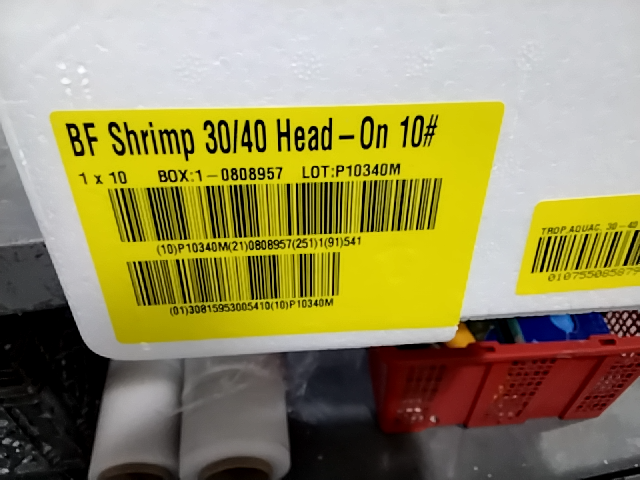 BF Shrimp 30/40 Head-On 10#
1 x 10 BOX:1-0808957 LOT:P10340M
(10)P10340M(21)0808957(251)1(91)541
(01)30815953005410(10)P10340M
TROP.AQUAC. 30-40